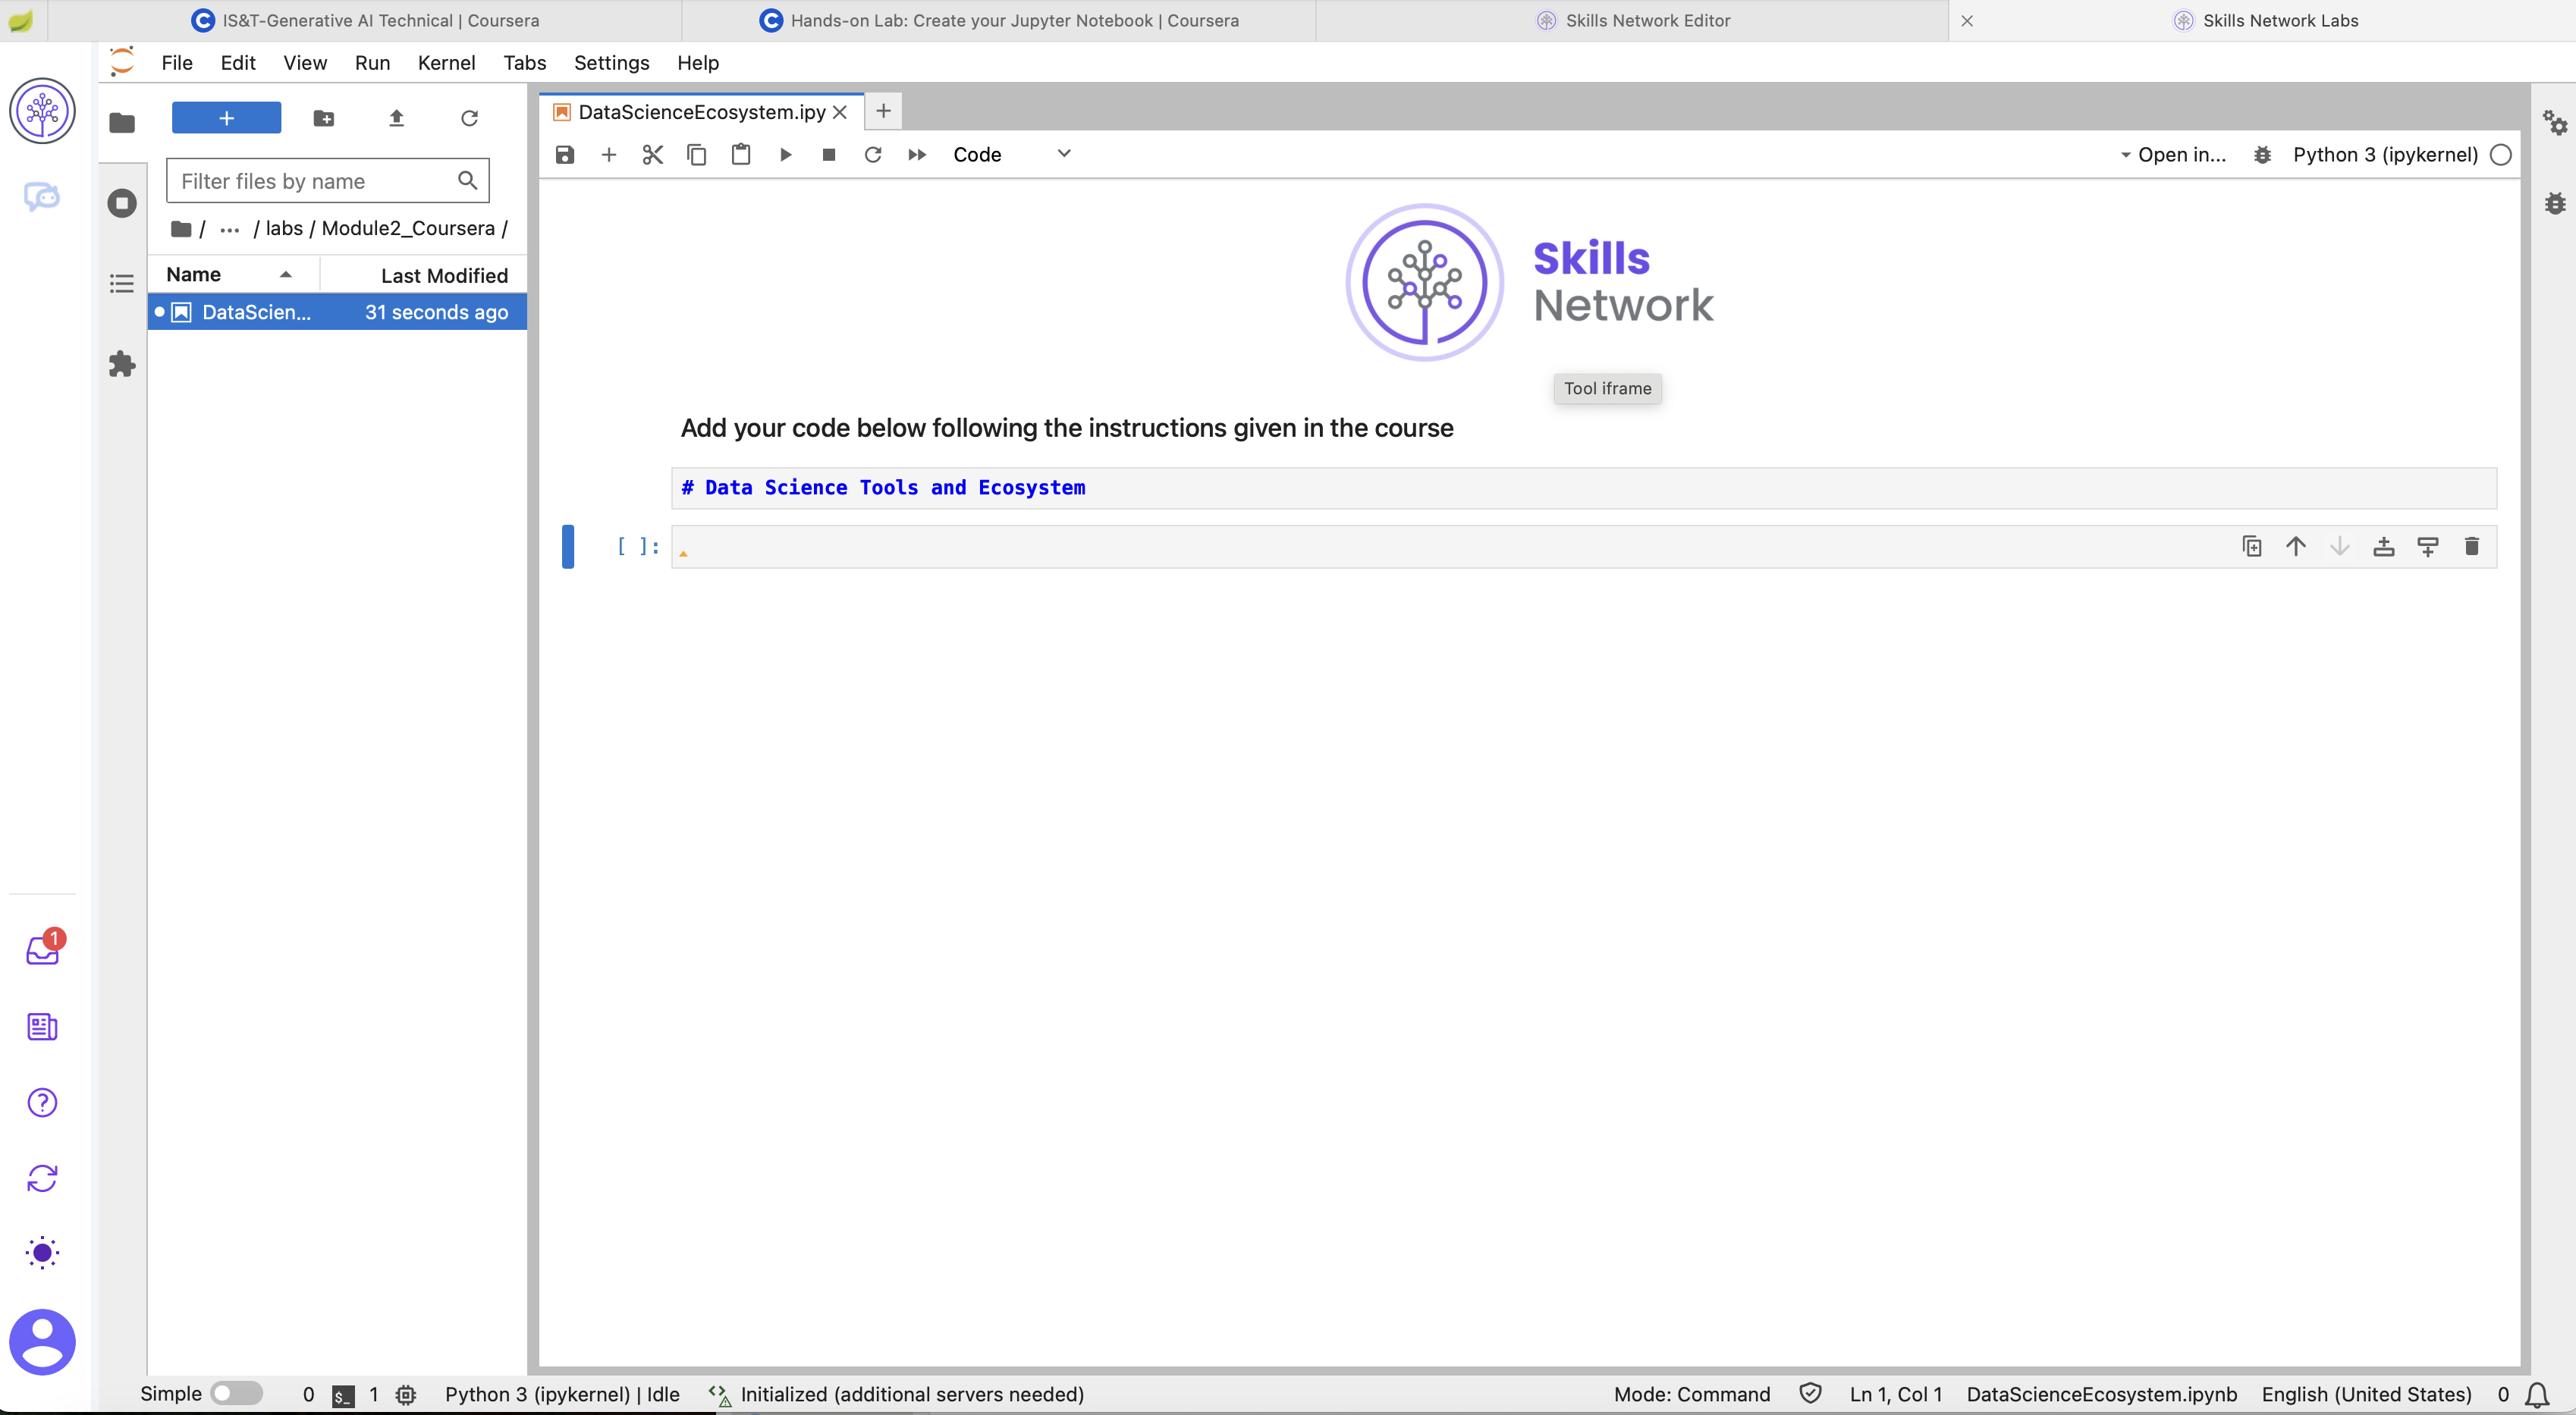 IS&T-Generative AI Technical | Coursera
Hands-on Lab: Create your Jupyter Notebook | Coursera
Skills Network Editor
Skills Network Labs
File Edit View Run Kernel Tabs Settings Help
DataScienceEcosystem.ipy
Code
Open in...
Python 3 (ipykernel)
Filter files by name
/ ... / labs / Module2_Coursera /
Name Last Modified
DataScien... 31 seconds ago
Skills
Network
Tool iframe
Add your code below following the instructions given in the course
# Data Science Tools and Ecosystem
[ ]:
1
Simple 0 $_ 1 Python 3 (ipykernel) | Idle Initialized (additional servers needed) Mode: Command Ln 1, Col 1 DataScienceEcosystem.ipynb English (United States) 0